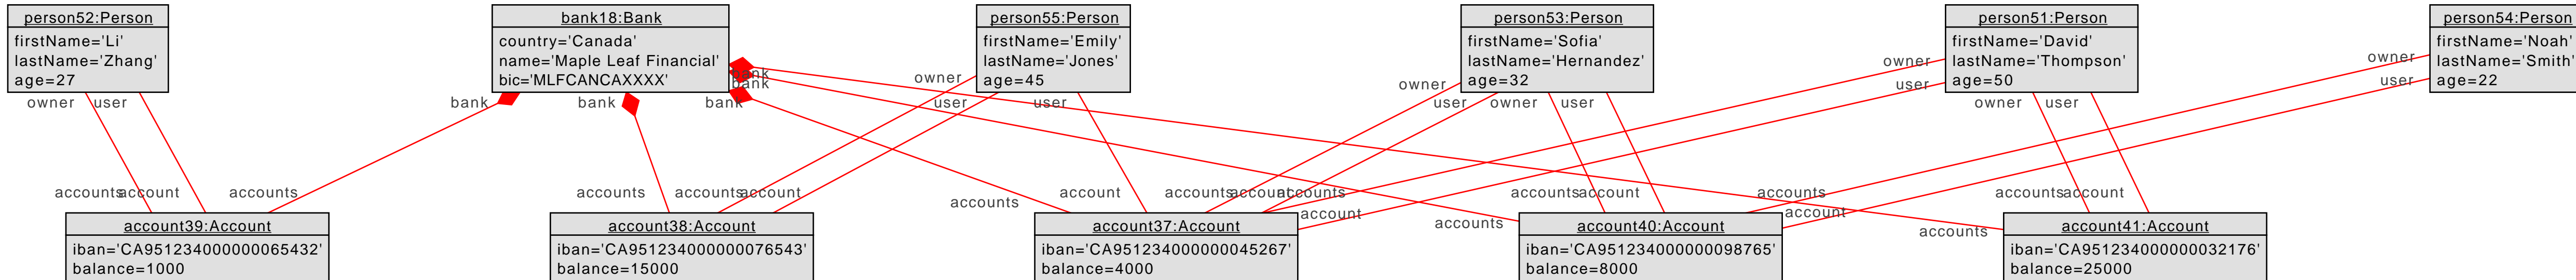 person52:Person
firstName='Li'
lastName='Zhang'
age=27
bank18:Bank
country='Canada'
name='Maple Leaf Financial'
bic='MLFCANCAXXXX'
person55:Person
firstName='Emily'
lastName='Jones'
age=45
person53:Person
firstName='Sofia'
lastName='Hernandez'
age=32
person51:Person
firstName='David'
lastName='Thompson'
age=50
person54:Person
firstName='Noah'
lastName='Smith'
age=22
owner user
bank
bank
bank
bank
bank
owner
user
user
owner
user
owner user
owner
user
owner user
owner
user
accounts account
accounts
accounts
accounts account
accounts
account
accounts account accounts
account
accounts account
accounts
accounts
account
accounts account
accounts
account39:Account
iban='CA951234000000065432'
balance=1000
account38:Account
iban='CA951234000000076543'
balance=15000
account37:Account
iban='CA951234000000045267'
balance=4000
account40:Account
iban='CA951234000000098765'
balance=8000
account41:Account
iban='CA951234000000032176'
balance=25000